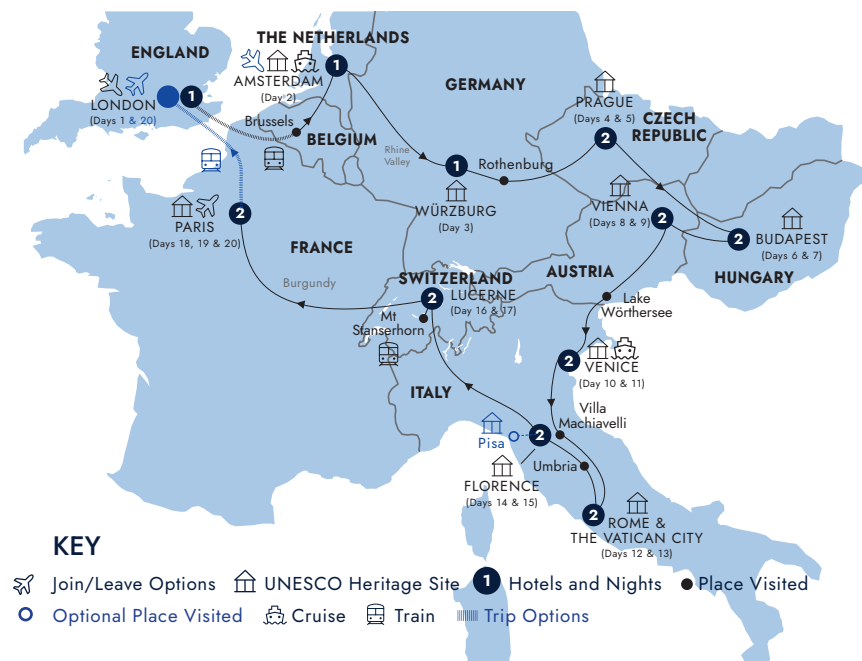 THE NETHERLANDS
ENGLAND
AMSTERDAM
(Day 2)
1
GERMANY
LONDON
(Days 1 & 20)
1
PRAGUE
(Days 4 & 5)
2
CZECH
REPUBLIC
Brussels
BELGIUM
Rhine
Valley
1
Rothenburg
WÜRZBURG
(Day 3)
VIENNA
(Days 8 & 9)
2
PARIS
(Days 18, 19 & 20)
2
BUDAPEST
(Days 6 & 7)
2
FRANCE
HUNGARY
Burgundy
SWITZERLAND
LUCERNE
(Day 16 & 17)
2
AUSTRIA
Lake
Wörthersee
Mt
Stanserhorn
2
VENICE
(Day 10 & 11)
ITALY
Villa
Machiavelli
Pisa
2
Umbria
FLORENCE
(Days 14 & 15)
2
ROME &
THE VATICAN CITY
(Days 12 & 13)
KEY
Join/Leave Options UNESCO Heritage Site 1 Hotels and Nights Place Visited
Optional Place Visited Cruise Train Trip Options